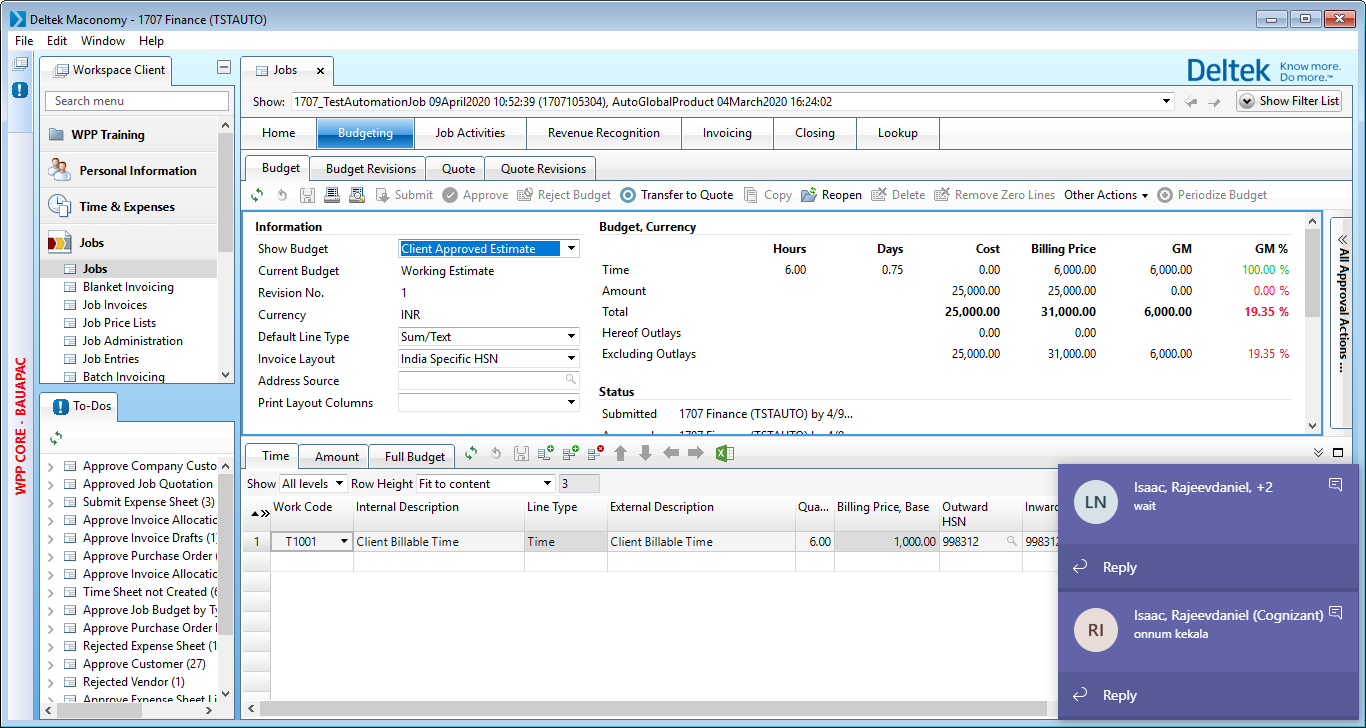 Deltek Maconomy - 1707 Finance (TSTAUTO)
File Edit Window Help
WPP CORE - BAUAPAC
Workspace Client
Search menu
WPP Training
Personal Information
Time & Expenses
Jobs
Jobs
Blanket Invoicing
Job Invoices
Job Price Lists
Job Administration
Job Entries
Batch Invoicing
To-Dos
Approve Company Custo
Approved Job Quotation
Submit Expense Sheet (3)
Approve Invoice Allocatic
Approve Invoice Drafts (1
Approve Purchase Order (
Approve Invoice Allocatic
Time Sheet not Created (6
Approve Job Budget by Ty
Approve Purchase Order l
Rejected Expense Sheet (1
Approve Customer (27)
Rejected Vendor (1)
Approve Expense Sheet Li
Jobs
Deltek Know more. Do more.™
Show: 1707_TestAutomationJob 09April2020 10:52:39 (1707105304), AutoGlobalProduct 04March2020 16:24:02
Show Filter List
Home Budgeting Job Activities Revenue Recognition Invoicing Closing Lookup
Budget Budget Revisions Quote Quote Revisions
Submit Approve Reject Budget Transfer to Quote Copy Reopen Delete Remove Zero Lines Other Actions Periodize Budget
Information
Show Budget Client Approved Estimate
Current Budget Working Estimate
Revision No. 1
Currency INR
Default Line Type Sum/Text
Invoice Layout India Specific HSN
Address Source
Print Layout Columns
Budget, Currency
Hours Days Cost Billing Price GM GM %
Time 6.00 0.75 0.00 6,000.00 6,000.00 100.00 %
Amount 25,000.00 25,000.00 0.00 0.00 %
Total 25,000.00 31,000.00 6,000.00 19.35 %
Hereof Outlays 0.00 0.00
Excluding Outlays 25,000.00 31,000.00 6,000.00 19.35 %
Status
Submitted 1707 Finance (TSTAUTO) by 4/9...
All Approval Actions ...
Time Amount Full Budget
Show All levels Row Height Fit to content 3
Work Code Internal Description Line Type External Description Qua... Billing Price, Base Outward HSN Inward
1 T1001 Client Billable Time Time Client Billable Time 6.00 1,000.00 998312 998312
LN
Isaac, Rajeevdaniel, +2
wait
Reply
RI
Isaac, Rajeevdaniel (Cognizant)
onnum kekala
Reply